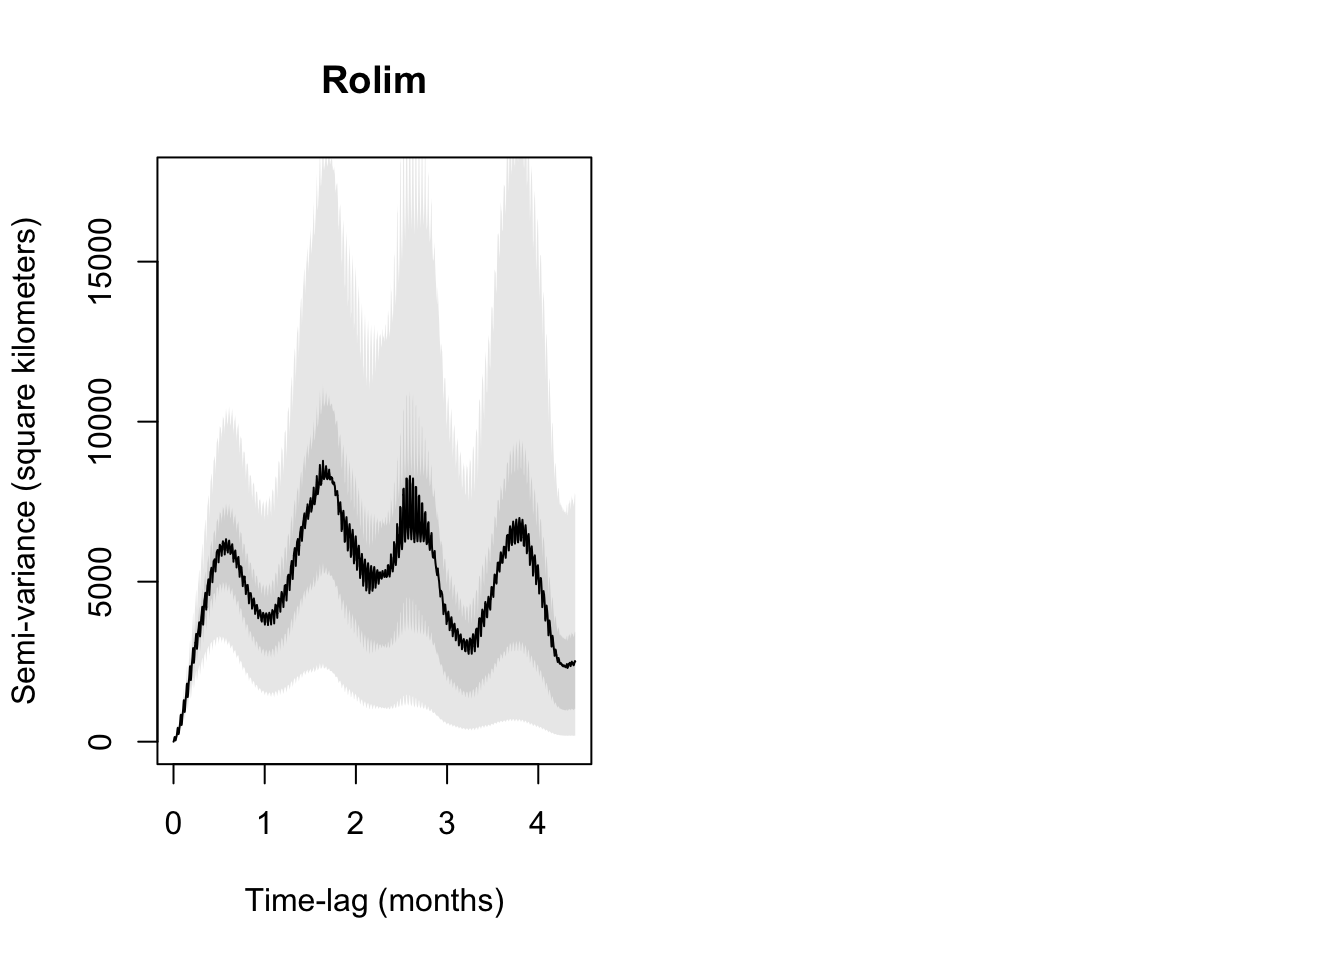 Rolim
Semi-variance (square kilometers)
15000
10000
5000
0
0 1 2 3 4
Time-lag (months)